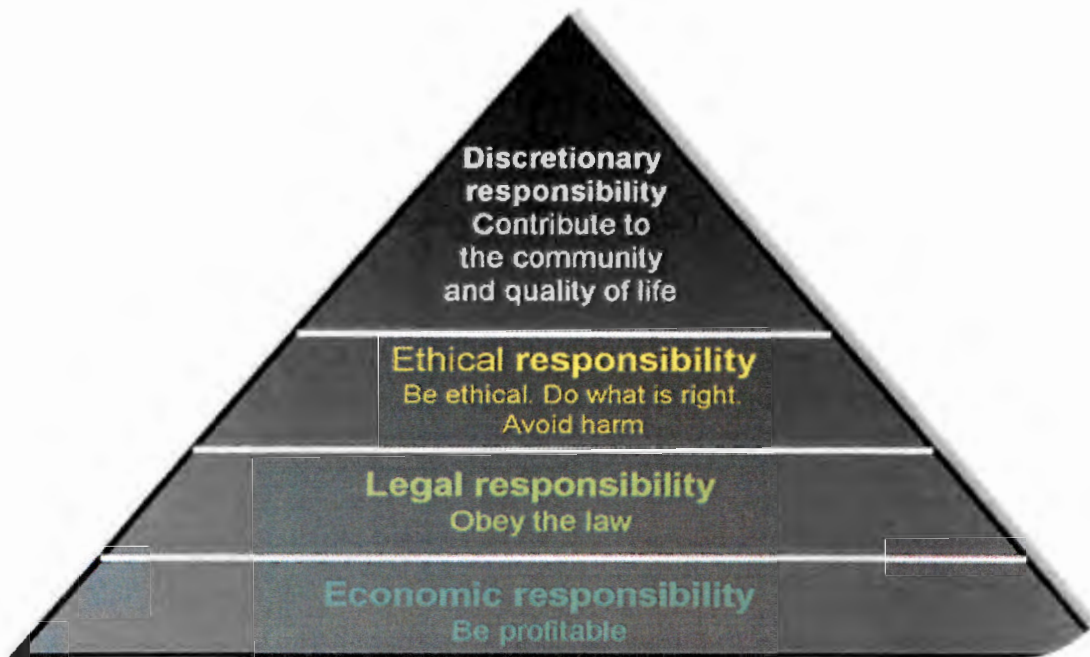 Discretionary
responsibility
Contribute to
the community
and quality of life
Ethical responsibility
Be ethical. Do what is right.
Avoid harm
Legal responsibility
Obey the law
Economic responsibility
Be profitable